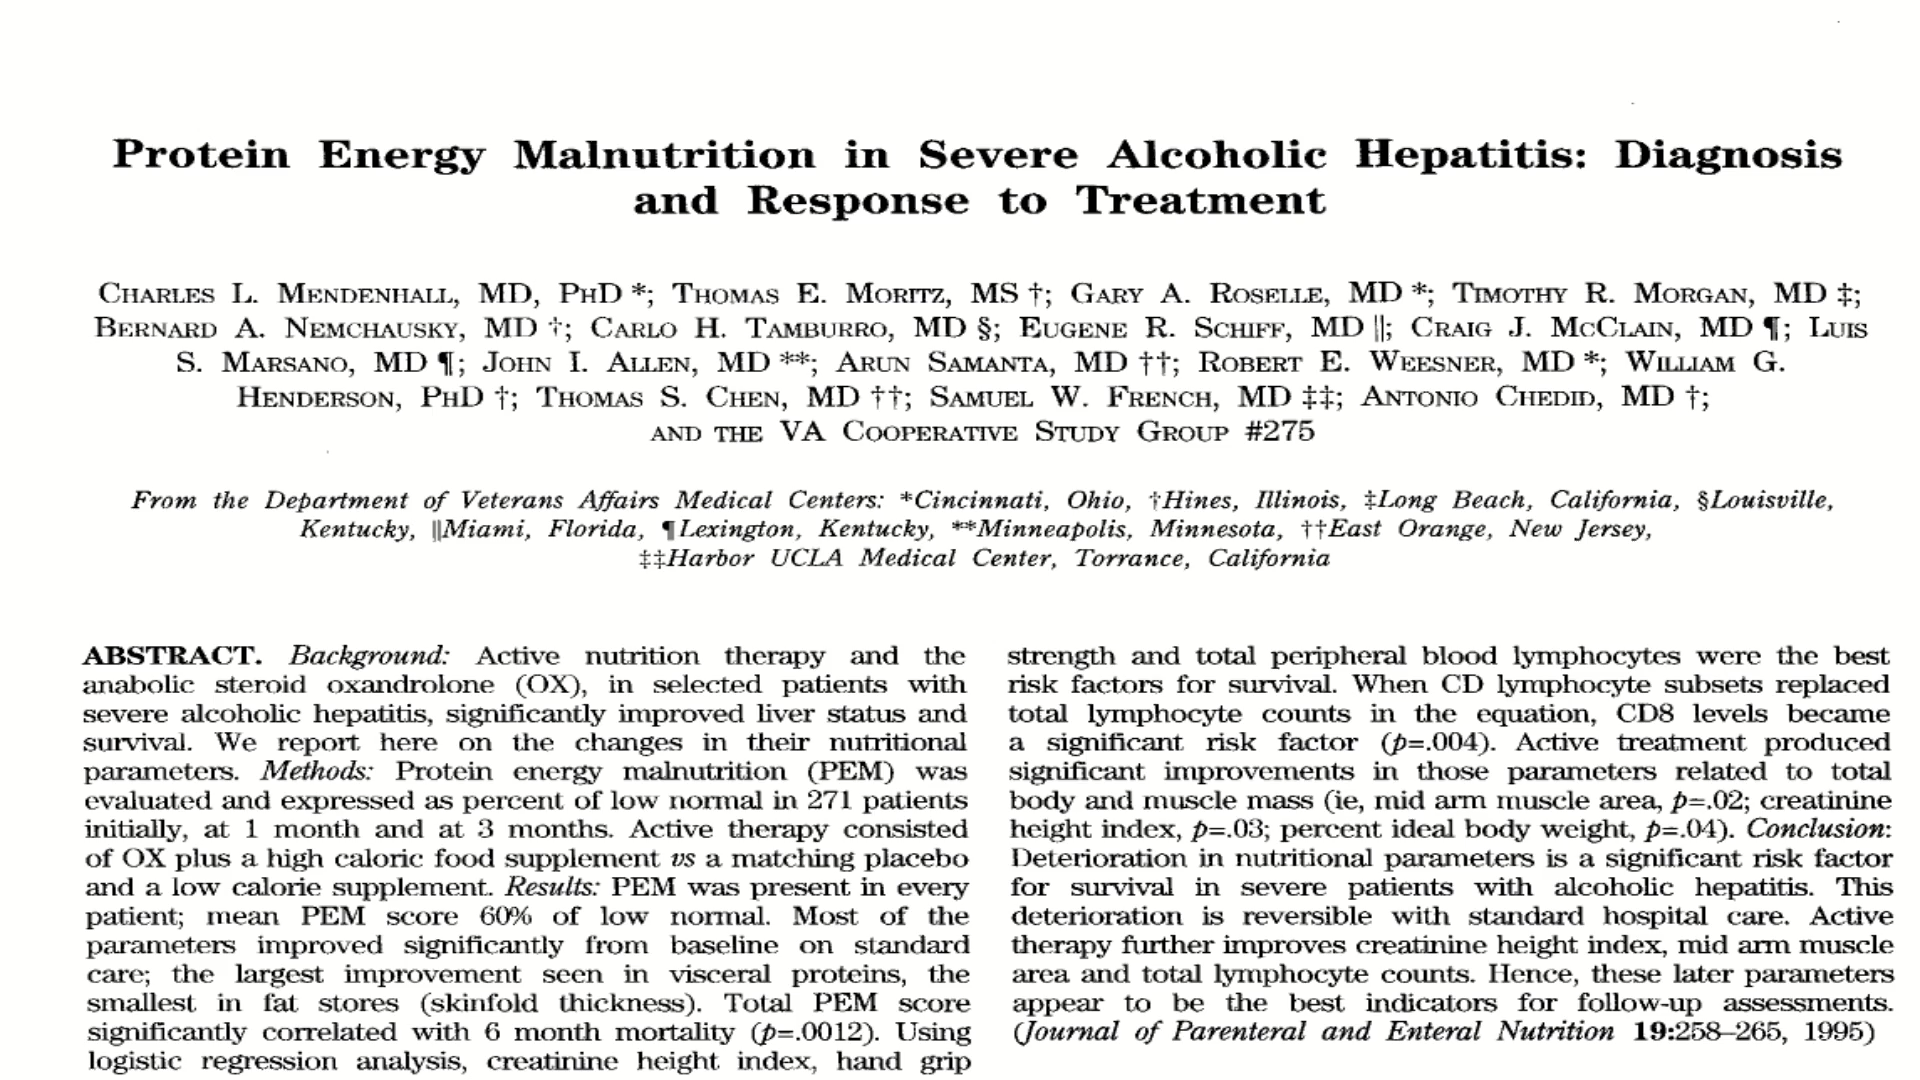 Protein Energy Malnutrition in Severe Alcoholic Hepatitis: Diagnosis
and Response to Treatment
CHARLES L. MENDENHALL, MD, PHD *; THOMAS E. MORITZ, MS †; GARY A. ROSELLE, MD *; TIMOTHY R. MORGAN, MD ‡;
BERNARD A. NEMCHAUSKY, MD †; CARLO H. TAMBURRO, MD §; EUGENE R. SCHIFF, MD ||; CRAIG J. MCCLAIN, MD ¶; LUIS
S. MARSANO, MD ¶; JOHN I. ALLEN, MD **; ARUN SAMANTA, MD ††; ROBERT E. WEESNER, MD *; WILLIAM G.
HENDERSON, PHD †; THOMAS S. CHEN, MD ††; SAMUEL W. FRENCH, MD ‡‡; ANTONIO CHEDID, MD †;
AND THE VA COOPERATIVE STUDY GROUP #275
From the Department of Veterans Affairs Medical Centers: *Cincinnati, Ohio, †Hines, Illinois, ‡Long Beach, California, §Louisville,
Kentucky, ||Miami, Florida, ¶Lexington, Kentucky, **Minneapolis, Minnesota, ††East Orange, New Jersey,
‡‡Harbor UCLA Medical Center, Torrance, California
ABSTRACT. Background: Active nutrition therapy and the
anabolic steroid oxandrolone (OX), in selected patients with
severe alcoholic hepatitis, significantly improved liver status and
survival. We report here on the changes in their nutritional
parameters. Methods: Protein energy malnutrition (PEM) was
evaluated and expressed as percent of low normal in 271 patients
initially, at 1 month and at 3 months. Active therapy consisted
of OX plus a high caloric food supplement vs a matching placebo
and a low calorie supplement. Results: PEM was present in every
patient; mean PEM score 60% of low normal. Most of the
parameters improved significantly from baseline on standard
care; the largest improvement seen in visceral proteins, the
smallest in fat stores (skinfold thickness). Total PEM score
significantly correlated with 6 month mortality (p=.0012). Using
logistic regression analysis, creatinine height index, hand grip
strength and total peripheral blood lymphocytes were the best
risk factors for survival. When CD lymphocyte subsets replaced
total lymphocyte counts in the equation, CD8 levels became
a significant risk factor (p=.004). Active treatment produced
significant improvements in those parameters related to total
body and muscle mass (ie, mid arm muscle area, p=.02; creatinine
height index, p=.03; percent ideal body weight, p=.04). Conclusion:
Deterioration in nutritional parameters is a significant risk factor
for survival in severe patients with alcoholic hepatitis. This
deterioration is reversible with standard hospital care. Active
therapy further improves creatinine height index, mid arm muscle
area and total lymphocyte counts. Hence, these later parameters
appear to be the best indicators for follow-up assessments.
(Journal of Parenteral and Enteral Nutrition 19:258–265, 1995)